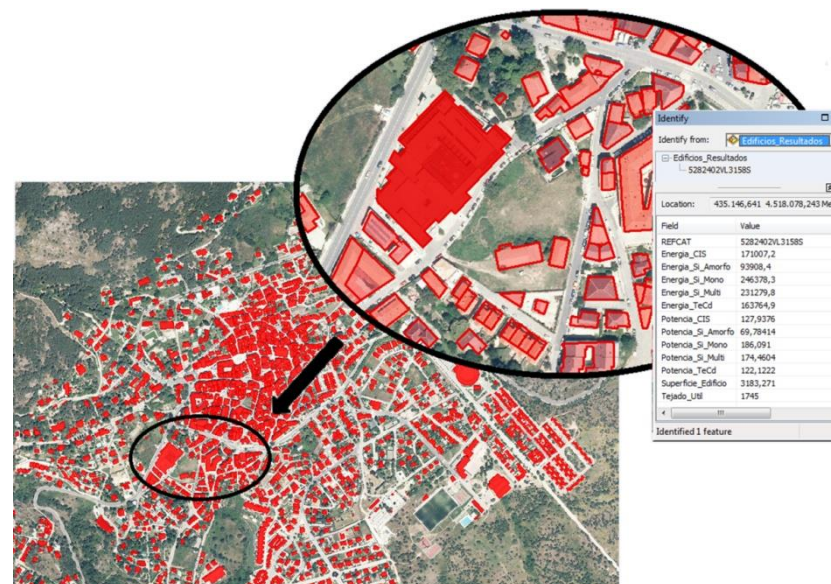 Identify
Identify from: Edificios_Resultados
Edificios_Resultados
5282402VL3158S
Location: 435.146,641 4.518.078,243 Me
Field Value
REFCAT 5282402VL3158S
Energia_CIS 171007,2
Energia_Si_Amorfo 93908,4
Energia_Si_Mono 246378,3
Energia_Si_Multi 231279,8
Energia_TeCd 163764,9
Potencia_CIS 127,9376
Potencia_Si_Amorfo 69,78414
Potencia_Si_Mono 186,091
Potencia_Si_Multi 174,4604
Potencia_TeCd 122,1222
Superficie_Edificio 3183,271
Tejado_Util 1745
Identified 1 feature